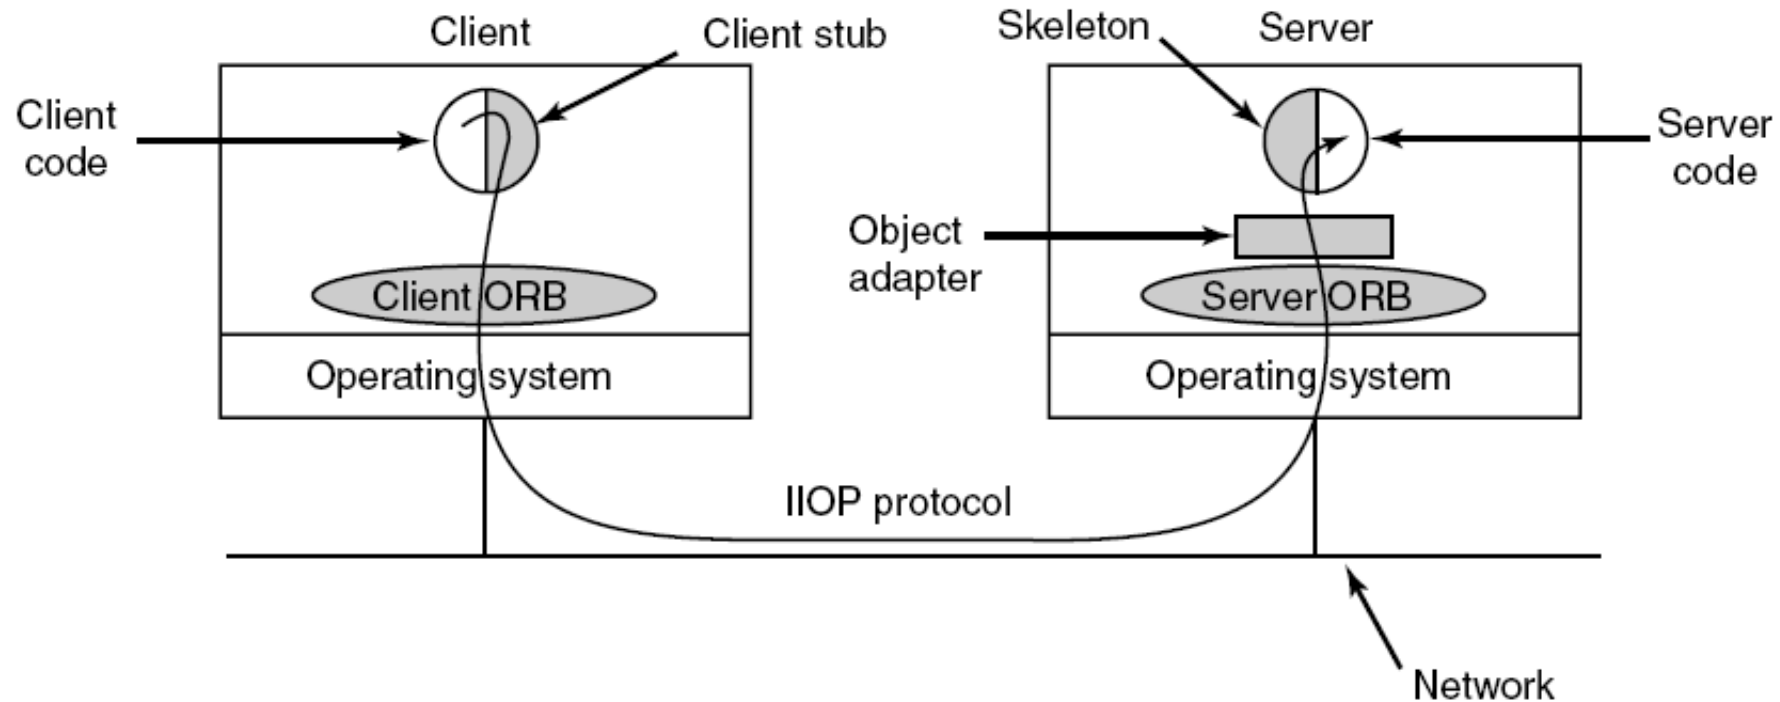 Client
Client stub
Skeleton
Server
Client
code
Server
code
Object
adapter
Client ORB
Server ORB
Operating system
Operating system
IIOP protocol
Network